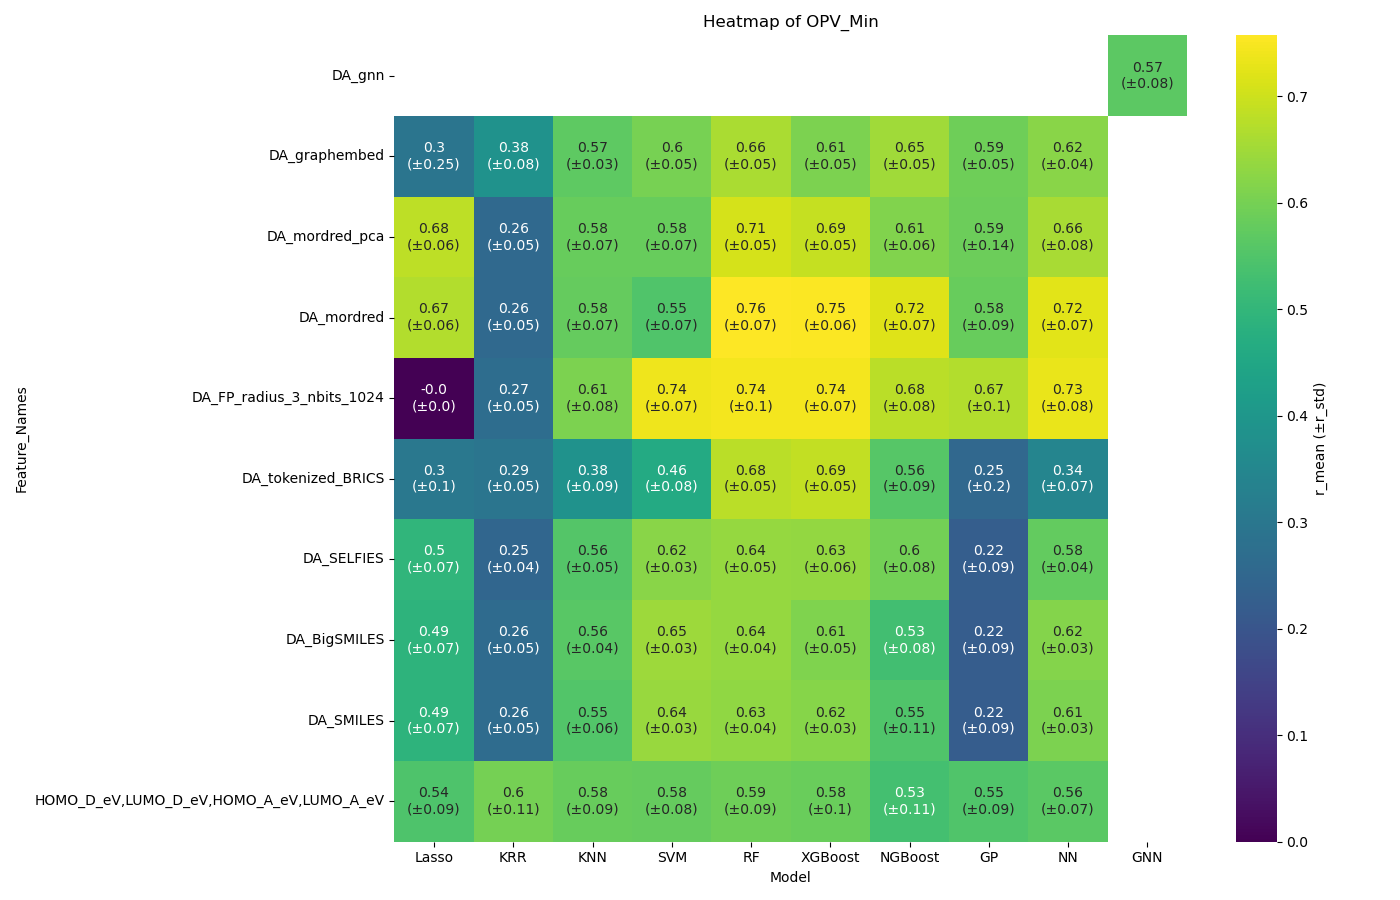 Heatmap of OPV_Min
DA_gnn
0.57
(±0.08)
DA_graphembed
0.3 0.38 0.57 0.6 0.66 0.61 0.65 0.59 0.62
(±0.25) (±0.08) (±0.03) (±0.05) (±0.05) (±0.05) (±0.05) (±0.05) (±0.04)
DA_mordred_pca
0.68 0.26 0.58 0.58 0.71 0.69 0.61 0.59 0.66
(±0.06) (±0.05) (±0.07) (±0.07) (±0.05) (±0.05) (±0.06) (±0.14) (±0.08)
DA_mordred
0.67 0.26 0.58 0.55 0.76 0.75 0.72 0.58 0.72
(±0.06) (±0.05) (±0.07) (±0.07) (±0.07) (±0.06) (±0.07) (±0.09) (±0.07)
DA_FP_radius_3_nbits_1024
-0.0 0.27 0.61 0.74 0.74 0.74 0.68 0.67 0.73
(±0.0) (±0.05) (±0.08) (±0.07) (±0.1) (±0.07) (±0.08) (±0.1) (±0.08)
DA_tokenized_BRICS
0.3 0.29 0.38 0.46 0.68 0.69 0.56 0.25 0.34
(±0.1) (±0.05) (±0.09) (±0.08) (±0.05) (±0.05) (±0.09) (±0.2) (±0.07)
DA_SELFIES
0.5 0.25 0.56 0.62 0.64 0.63 0.6 0.22 0.58
(±0.07) (±0.04) (±0.05) (±0.03) (±0.05) (±0.06) (±0.08) (±0.09) (±0.04)
DA_BigSMILES
0.49 0.26 0.56 0.65 0.64 0.61 0.53 0.22 0.62
(±0.07) (±0.05) (±0.04) (±0.03) (±0.04) (±0.05) (±0.08) (±0.09) (±0.03)
DA_SMILES
0.49 0.26 0.55 0.64 0.63 0.62 0.55 0.22 0.61
(±0.07) (±0.05) (±0.06) (±0.03) (±0.04) (±0.03) (±0.11) (±0.09) (±0.03)
HOMO_D_eV,LUMO_D_eV,HOMO_A_eV,LUMO_A_eV
0.54 0.6 0.58 0.58 0.59 0.58 0.53 0.55 0.56
(±0.09) (±0.11) (±0.09) (±0.08) (±0.09) (±0.1) (±0.11) (±0.09) (±0.07)
Lasso KRR KNN SVM RF XGBoost NGBoost GP NN GNN
Model
Feature_Names
0.7
0.6
0.5
0.4
0.3
0.2
0.1
0.0
r_mean (±r_std)